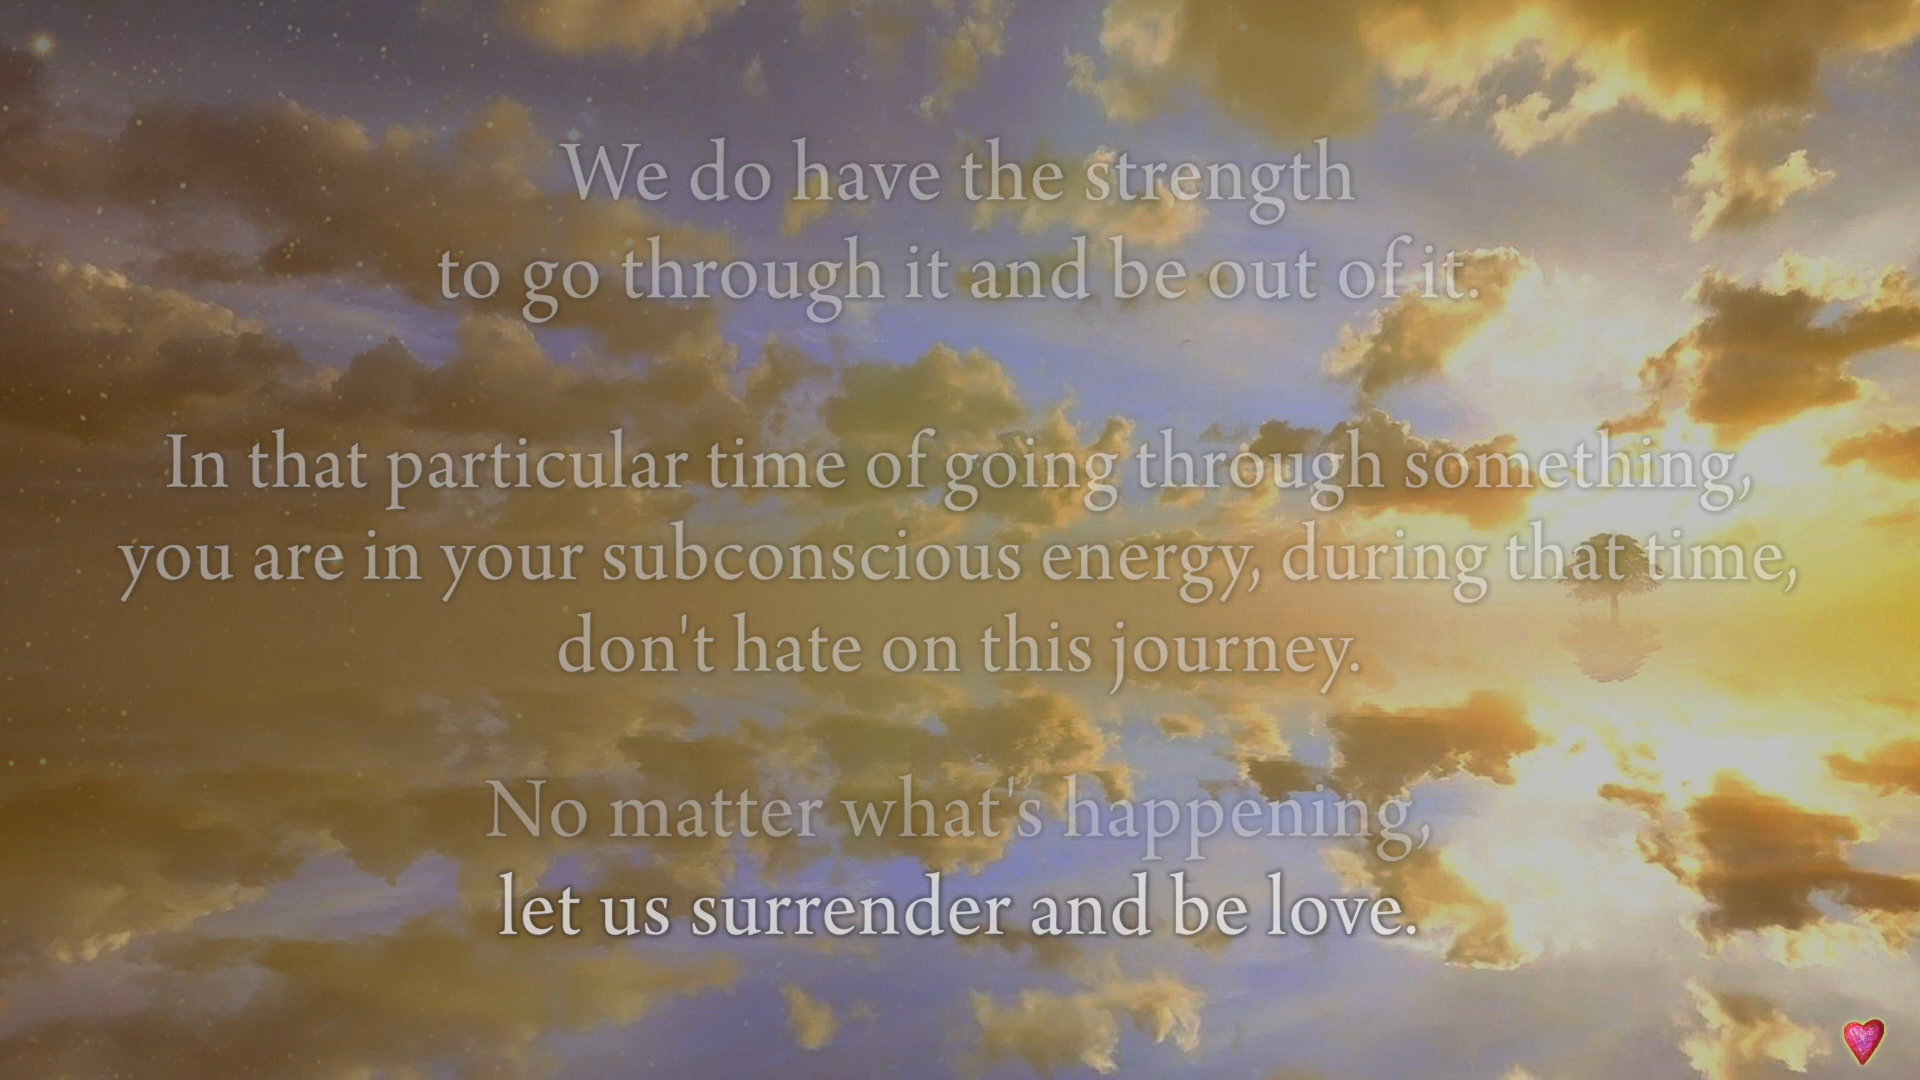 We do have the strength
to go through it and be out of it.
In that particular time of going through something,
you are in your subconscious energy, during that time,
don't hate on this journey.
No matter what's happening,
let us surrender and be love.